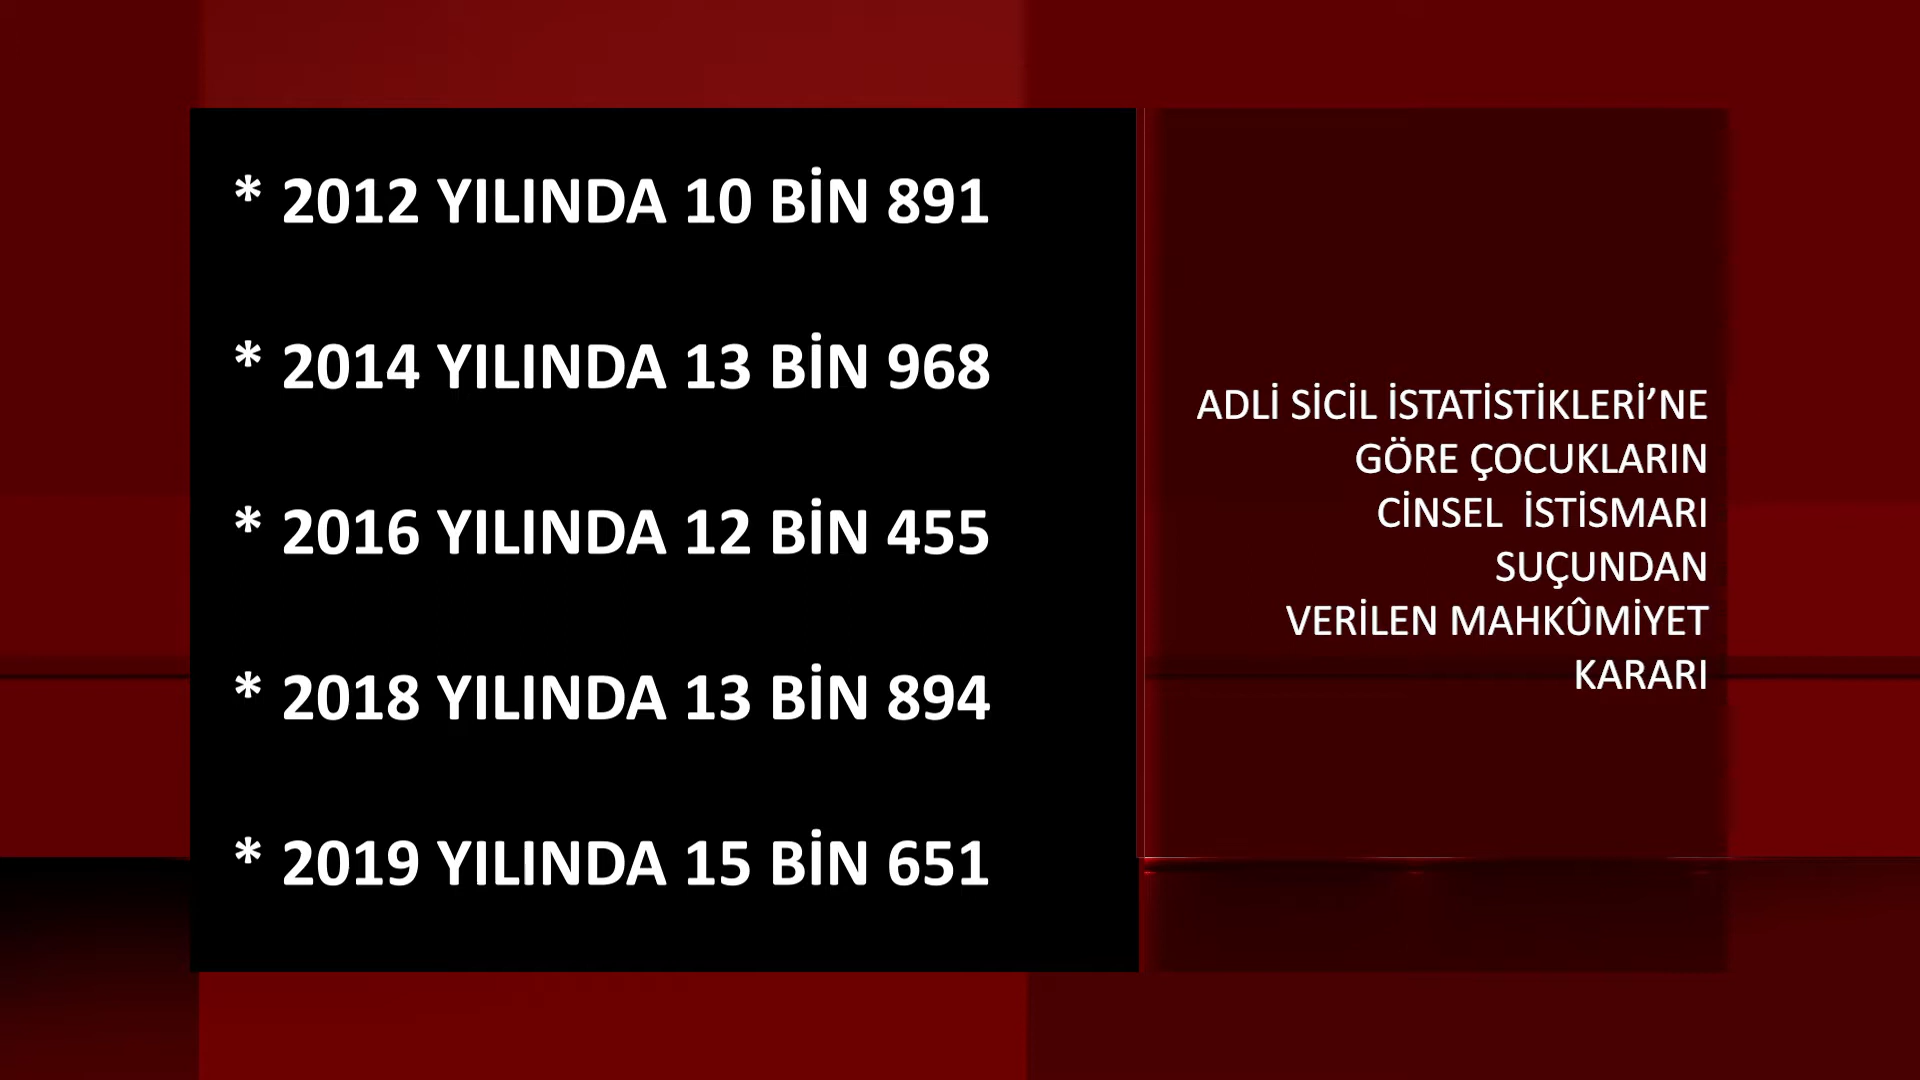 * 2012 YILINDA 10 BİN 891
* 2014 YILINDA 13 BİN 968
* 2016 YILINDA 12 BİN 455
* 2018 YILINDA 13 BİN 894
* 2019 YILINDA 15 BİN 651
ADLİ SİCİL İSTATİSTİKLERİ’NE
GÖRE ÇOCUKLARIN
CİNSEL  İSTİSMARI
SUÇUNDAN
VERİLEN MAHKÛMİYET
KARARI